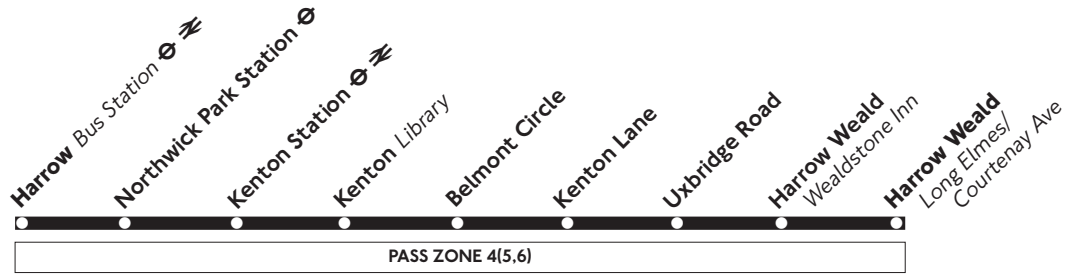 Harrow Bus Station
Northwick Park Station
Kenton Station
Kenton Library
Belmont Circle
Kenton Lane
Uxbridge Road
Harrow Weald
Wealdstone Inn
Harrow Weald
Long Elmes/
Courtenay Ave
PASS ZONE 4(5,6)